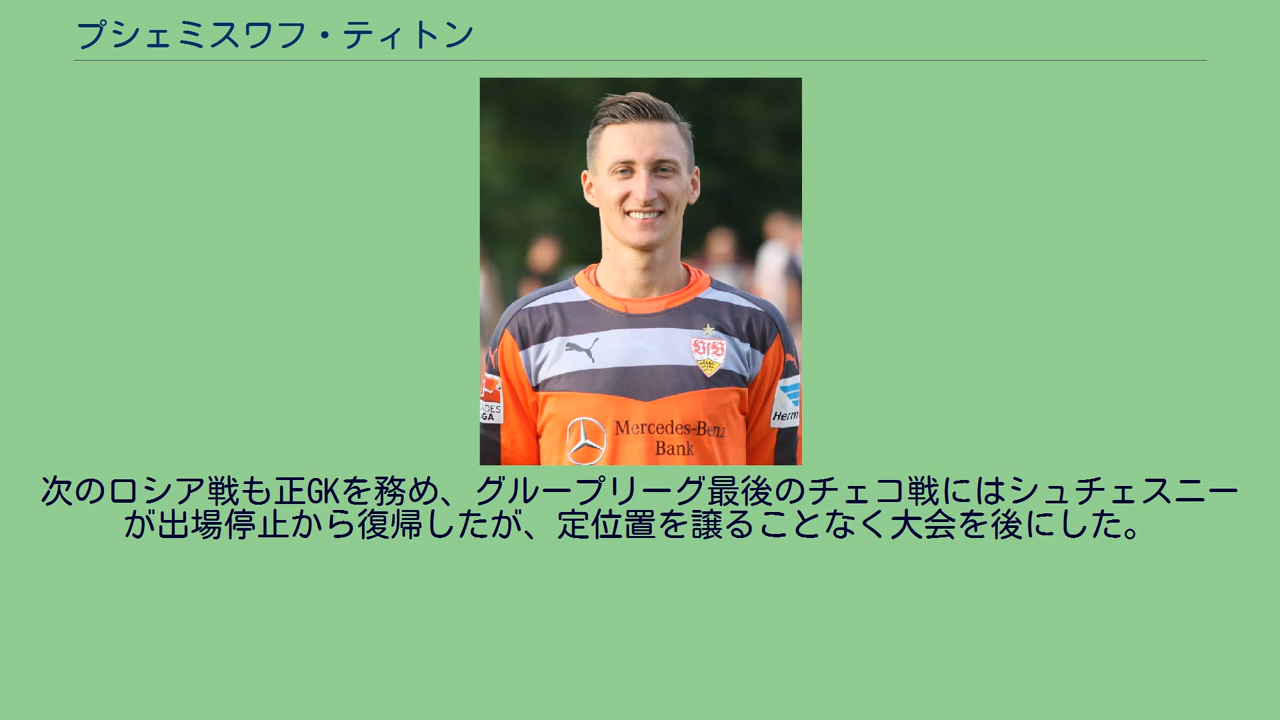 プシェミスワフ・ティトン
Mercedes-Benz
Bank
次のロシア戦も正GKを務め、グループリーグ最後のチェコ戦にはシュチェスニー
が出場停止から復帰したが、定位置を譲ることなく大会を後にした。